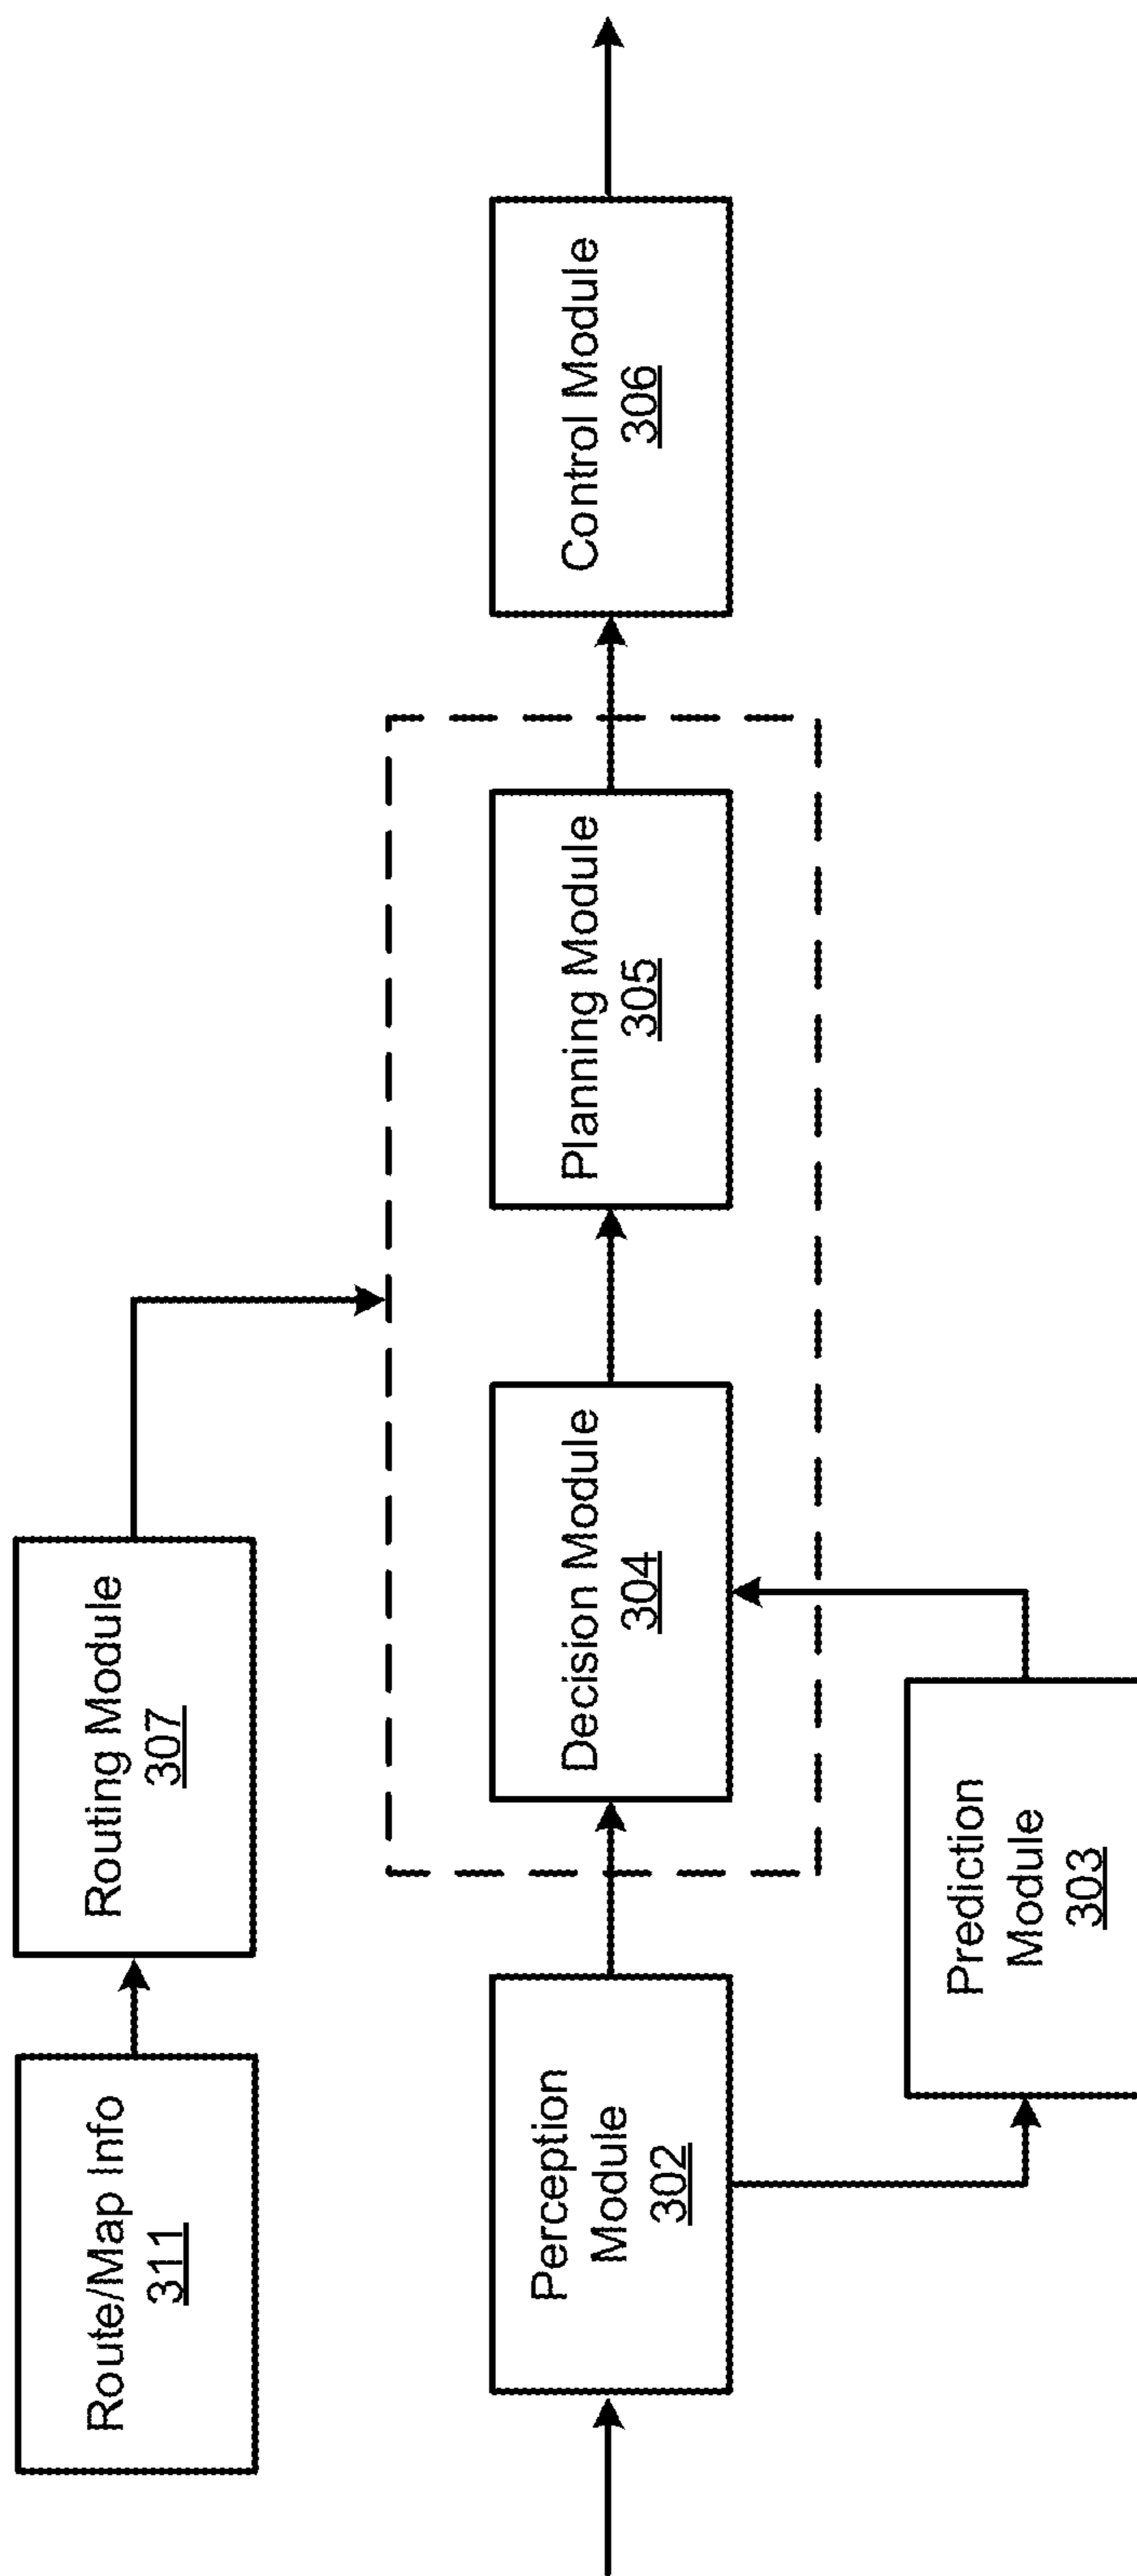 Route/Map Info
311
Routing Module
307
Perception
Module
302
Decision Module
304
Planning Module
305
Control Module
306
Prediction
Module
303